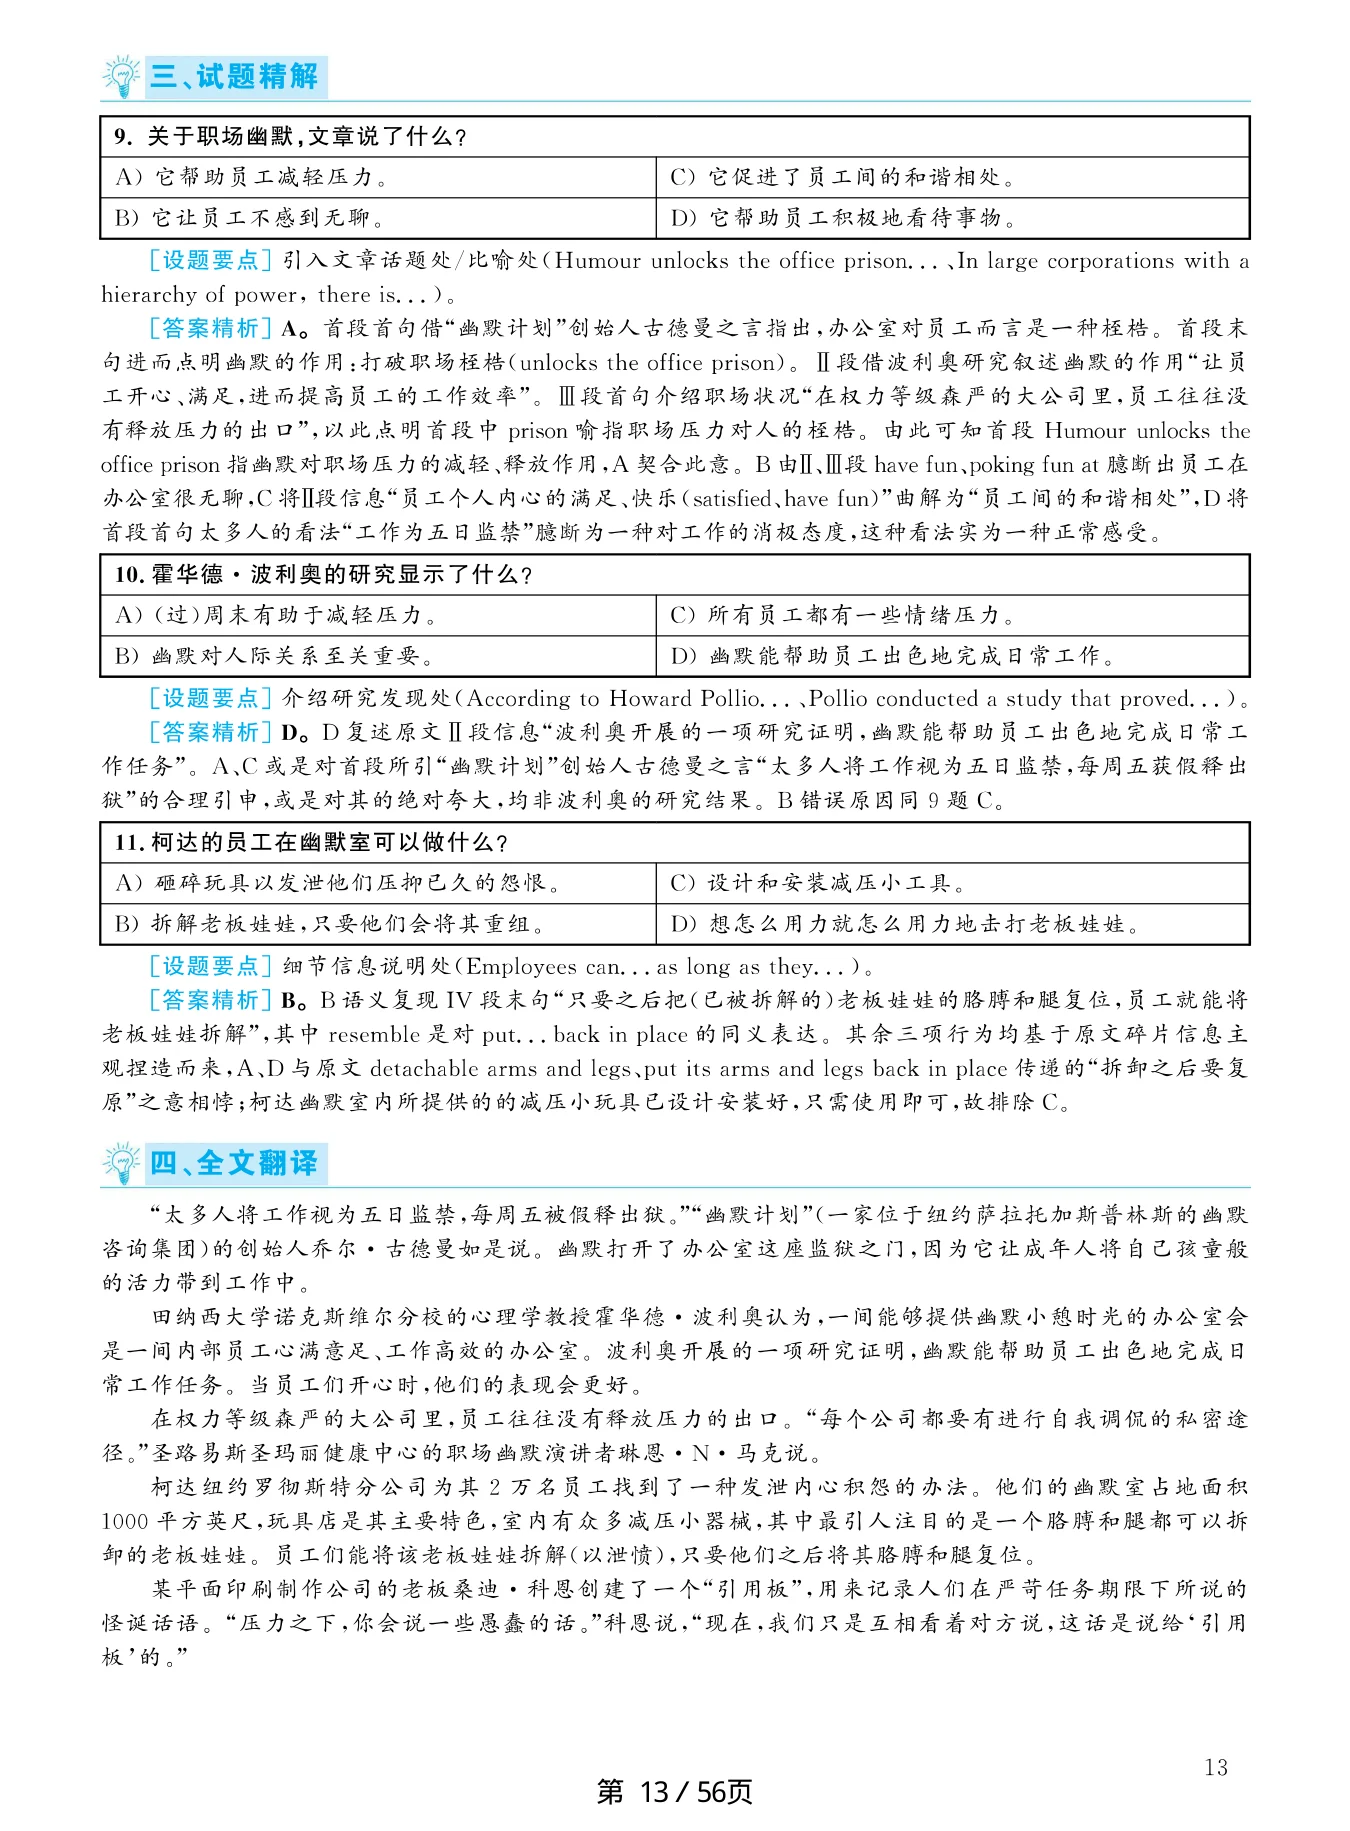 三、试题精解
9. 关于职场幽默,文章说了什么?
A) 它帮助员工减轻压力。
C) 它促进了员工间的和谐相处。
B) 它让员工不感到无聊。
D) 它帮助员工积极地看待事物。
[设题要点] 引入文章话题处/比喻处(Humour unlocks the office prison...、In large corporations with a
hierarchy of power, there is...)。
[答案精析] A。首段首句借“幽默计划”创始人古德曼之言指出,办公室对员工而言是一种桎梏。首段末
句进而点明幽默的作用:打破职场桎梏(unlocks the office prison)。Ⅱ段借波利奥研究叙述幽默的作用“让员
工开心、满足,进而提高员工的工作效率”。Ⅲ段首句介绍职场状况“在权力等级森严的大公司里,员工往往没
有释放压力的出口”,以此点明首段中 prison 喻指职场压力对人的桎梏。由此可知首段 Humour unlocks the
office prison 指幽默对职场压力的减轻、释放作用,A 契合此意。B 由Ⅱ、Ⅲ段 have fun、poking fun at 臆断出员工在
办公室很无聊,C 将Ⅱ段信息“员工个人内心的满足、快乐(satisfied、have fun)”曲解为“员工间的和谐相处”,D 将
首段首句太多人的看法“工作为五日监禁”臆断为一种对工作的消极态度,这种看法实为一种正常感受。
10. 霍华德·波利奥的研究显示了什么?
A) (过)周末有助于减轻压力。
C) 所有员工都有一些情绪压力。
B) 幽默对人际关系至关重要。
D) 幽默能帮助员工出色地完成日常工作。
[设题要点] 介绍研究发现处(According to Howard Pollio...、Pollio conducted a study that proved...)。
[答案精析] D。D 复述原文Ⅱ段信息“波利奥开展的一项研究证明,幽默能帮助员工出色地完成日常工
作任务”。A、C 或是对首段所引“幽默计划”创始人古德曼之言“太多人将工作视为五日监禁,每周五获假释出
狱”的合理引申,或是对其的绝对夸大,均非波利奥的研究结果。B 错误原因同 9 题 C。
11. 柯达的员工在幽默室可以做什么?
A) 砸碎玩具以发泄他们压抑已久的怨恨。
C) 设计和安装减压小工具。
B) 拆解老板娃娃,只要他们会将其重组。
D) 想怎么用力就怎么用力地击打老板娃娃。
[设题要点] 细节信息说明处(Employees can...as long as they...)。
[答案精析] B。B 语义复现 IV 段末句“只要之后把(已被拆解的)老板娃娃的胳膊和腿复位,员工就能将
老板娃娃拆解”,其中 resemble 是对 put...back in place 的同义表达。其余三项行为均基于原文碎片信息主
观捏造而来,A、D 与原文 detachable arms and legs、put its arms and legs back in place 传递的“拆卸之后要复
原”之意相悖;柯达幽默室内所提供的的减压小玩具已设计安装好,只需使用即可,故排除 C。
四、全文翻译
“太多人将工作视为五日监禁,每周五被假释出狱。”“幽默计划”(一家位于纽约萨拉托加斯普林斯的幽默
咨询集团)的创始人乔尔·古德曼如是说。幽默打开了办公室这座监狱之门,因为它让成年人将自己孩童般
的活力带到工作中。
田纳西大学诺克斯维尔分校的心理学教授霍华德·波利奥认为,一间能够提供幽默小憩时光的办公室会
是一间内部员工心满意足、工作高效的办公室。波利奥开展的一项研究证明,幽默能帮助员工出色地完成日
常工作任务。当员工们开心时,他们的表现会更好。
在权力等级森严的大公司里,员工往往没有释放压力的出口。“每个公司都要有进行自我调侃的私密途
径。”圣路易斯圣玛丽健康中心的职场幽默演讲者琳恩·N·马克说。
柯达纽约罗彻斯特分公司为其 2 万名员工找到了一种发泄内心积怨的办法。他们的幽默室占地面积
1000 平方英尺,玩具店是其主要特色,室内有众多减压小器械,其中最引人注目的是一个胳膊和腿都可以拆
卸的老板娃娃。员工们能将该老板娃娃拆解(以泄愤),只要他们之后将其胳膊和腿复位。
某平面印刷制作公司的老板桑迪·科恩创建了一个“引用板”,用来记录人们在严苛任务期限下所说的
怪诞话语。“压力之下,你会说一些愚蠢的话。”科恩说,“现在,我们只是互相看着对方说,这话是说给‘引用
板’的。”
13
第 13 / 56页